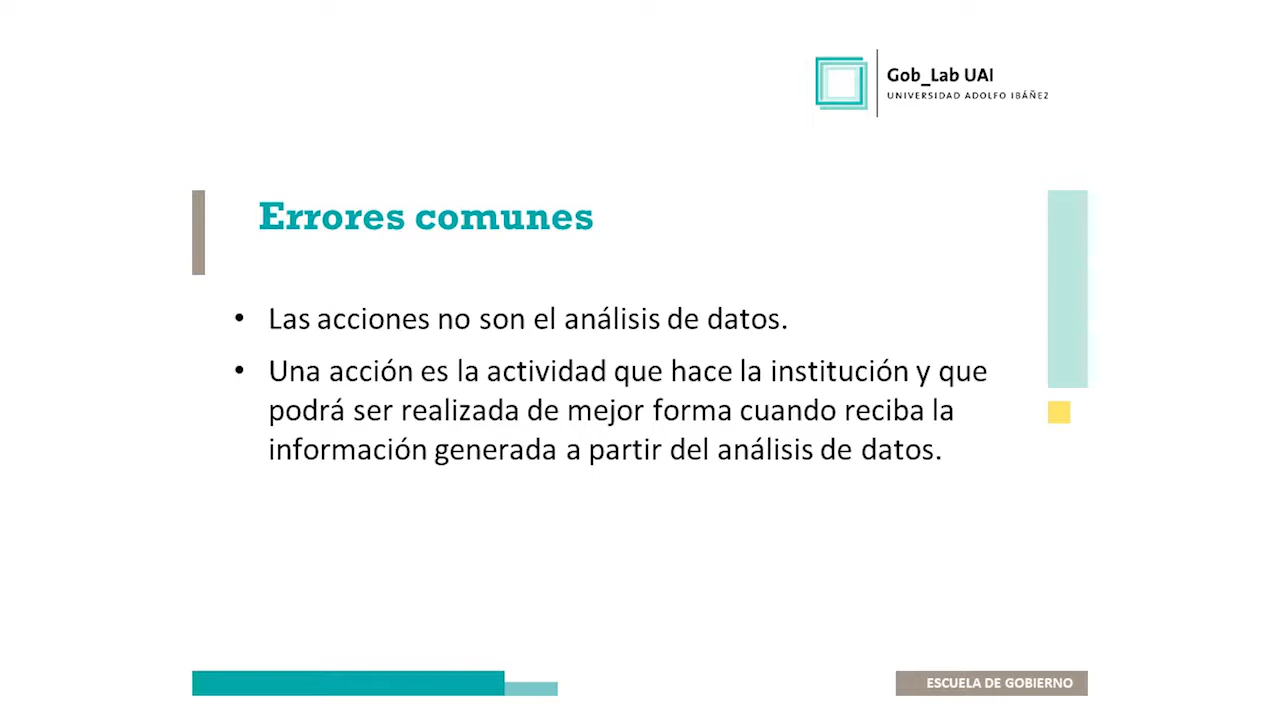 Gob_Lab UAI
UNIVERSIDAD ADOLFO IBÁÑEZ
Errores comunes
• Las acciones no son el análisis de datos.
• Una acción es la actividad que hace la institución y que
podrá ser realizada de mejor forma cuando reciba la
información generada a partir del análisis de datos.
ESCUELA DE GOBIERNO